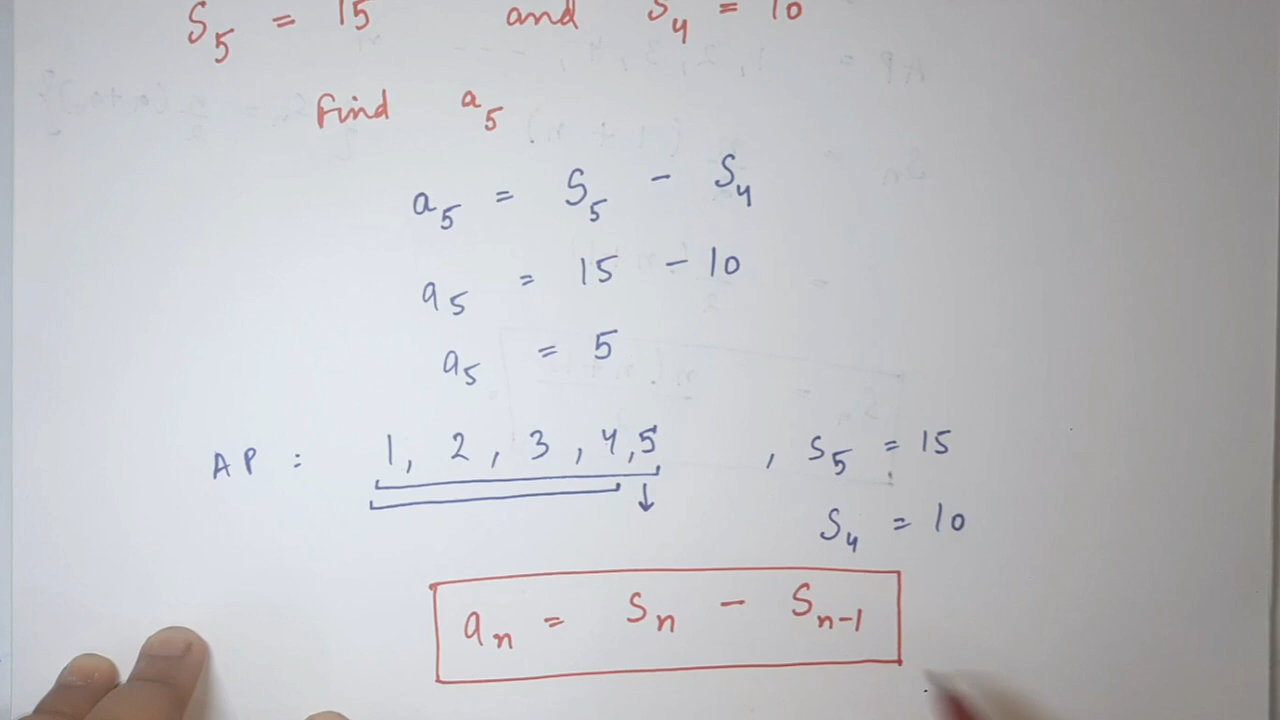 S₅ = 15 and S₄ = 10
Find a₅
a₅ = S₅ - S₄
a₅ = 15 - 10
a₅ = 5
AP : 1, 2, 3, 4, 5 , S₅ = 15
↓ S₄ = 10
aₙ = Sₙ - Sₙ₋₁